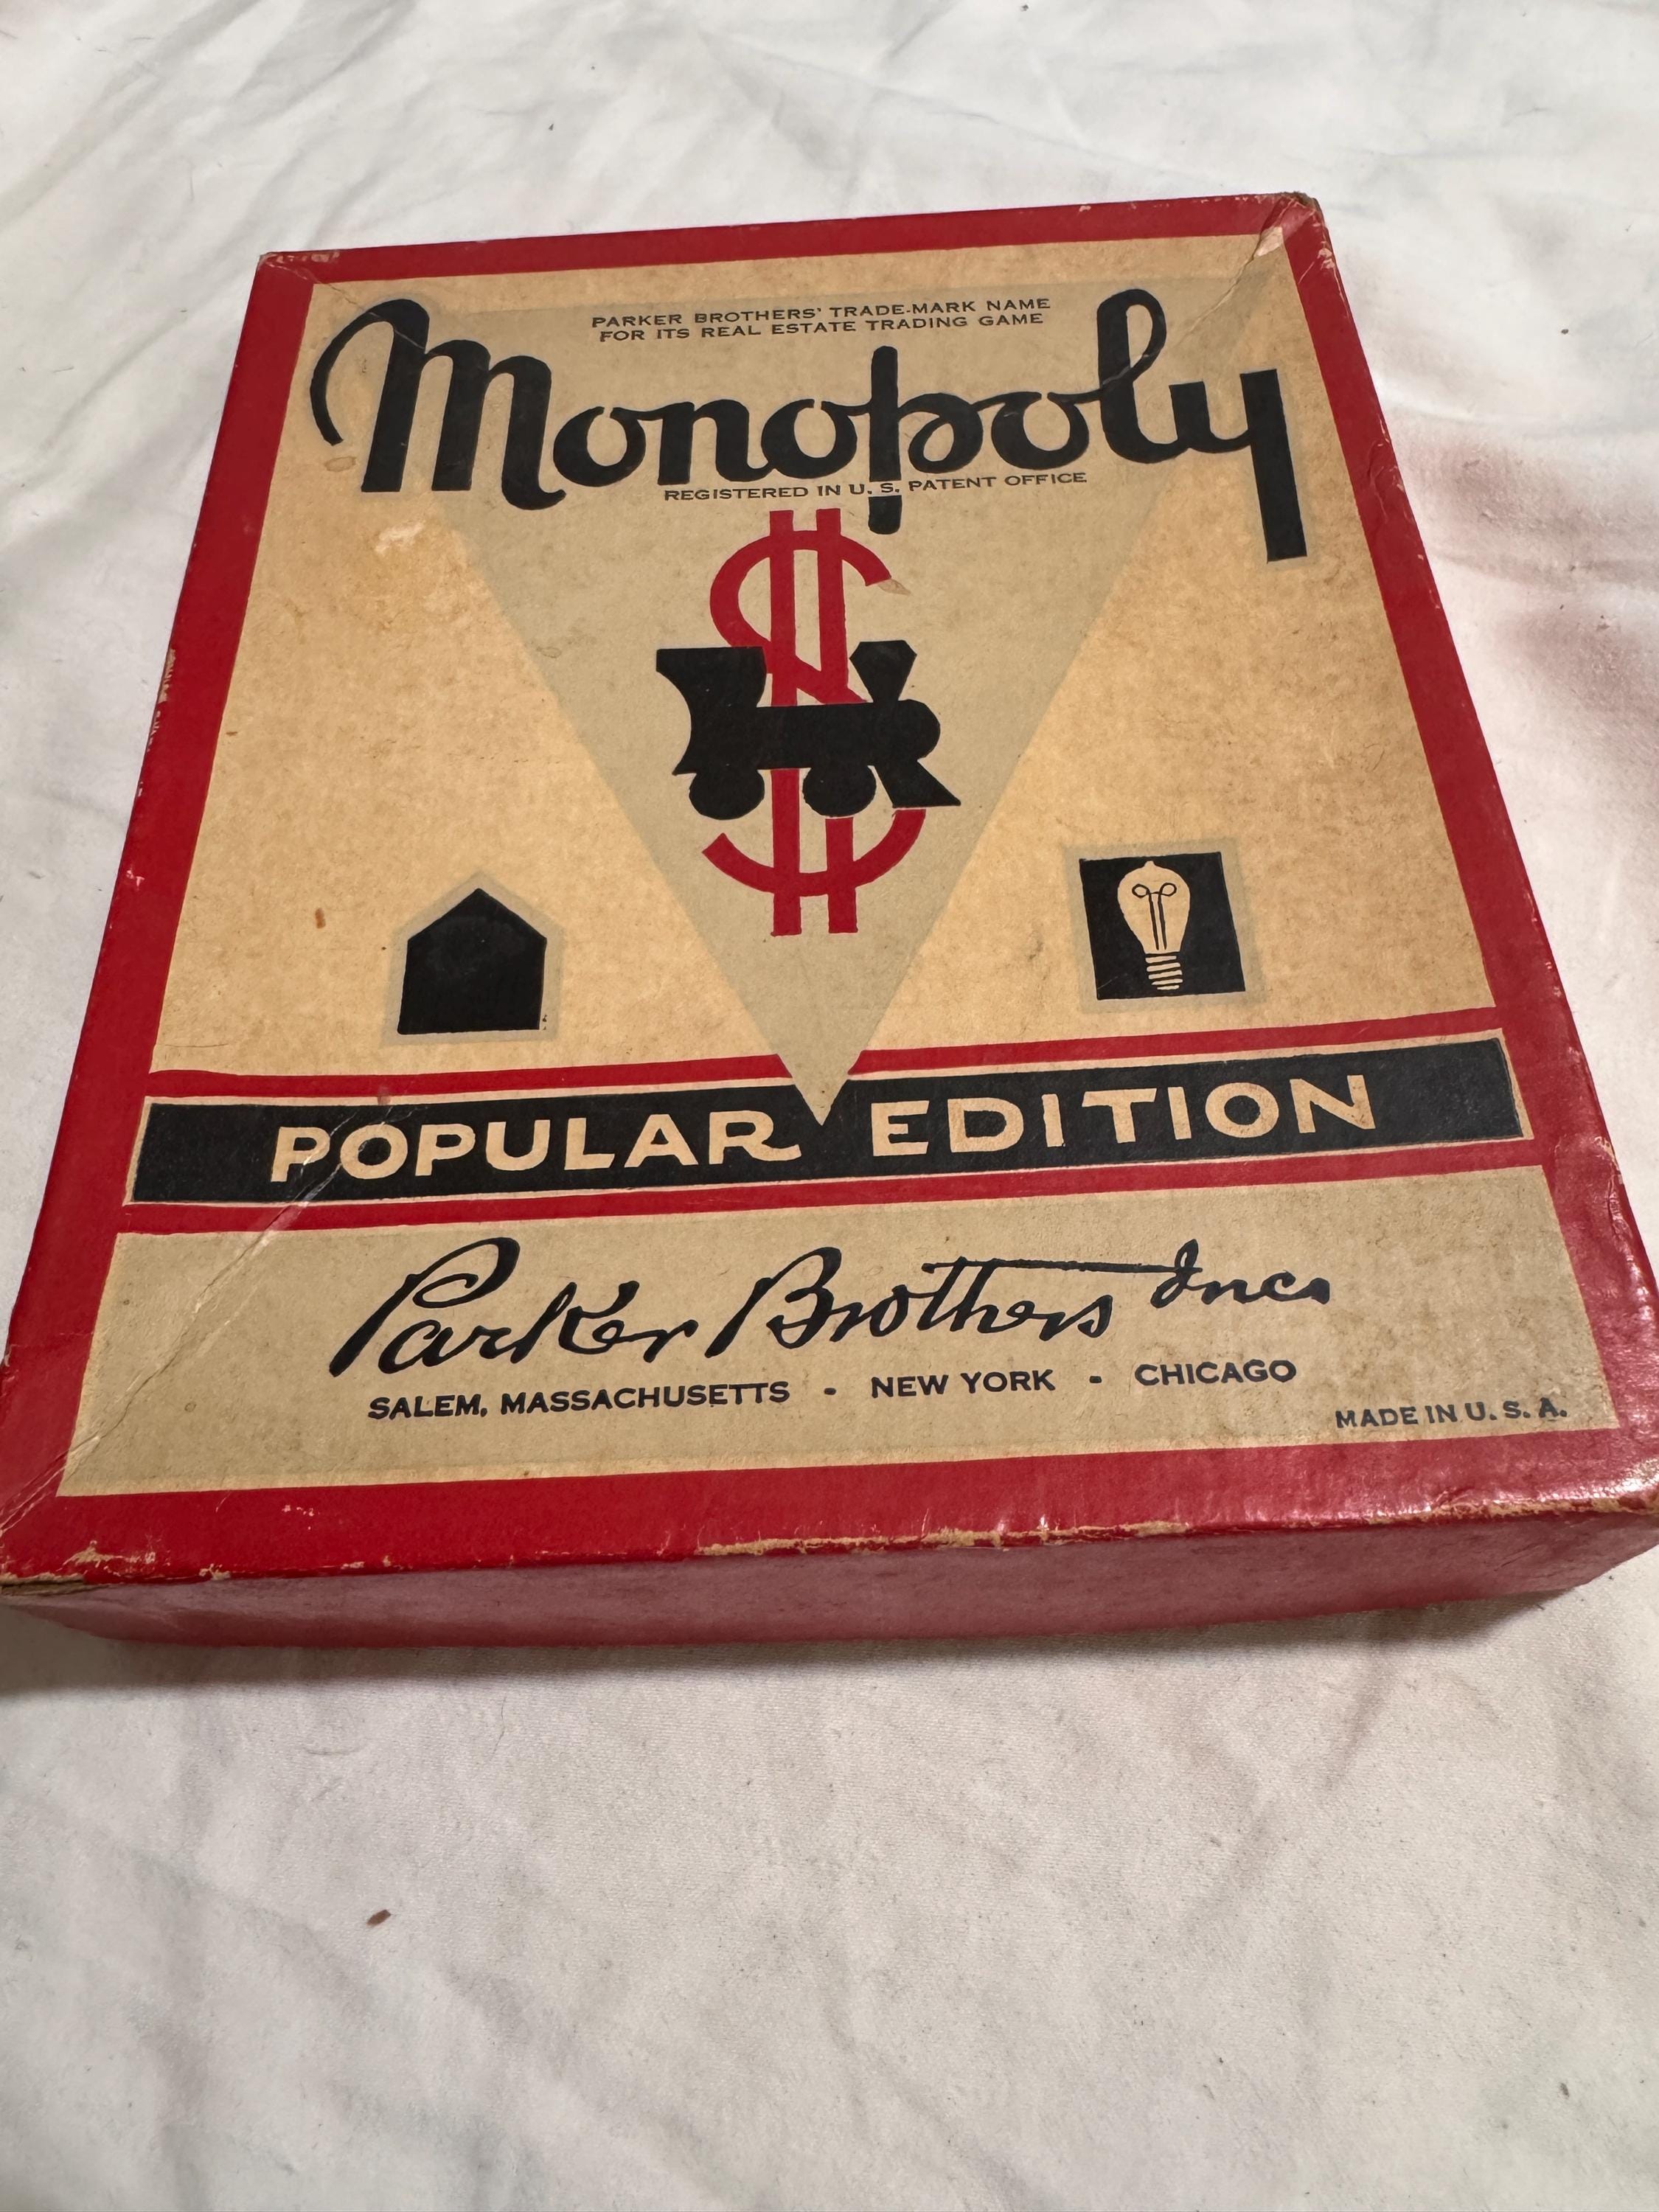 PARKER BROTHERS' TRADE-MARK NAME
FOR ITS REAL ESTATE TRADING GAME
Monopoly
REGISTERED IN U. S. PATENT OFFICE
POPULAR EDITION
Parker Brothers Inc.
SALEM, MASSACHUSETTS - NEW YORK - CHICAGO
MADE IN U. S. A.